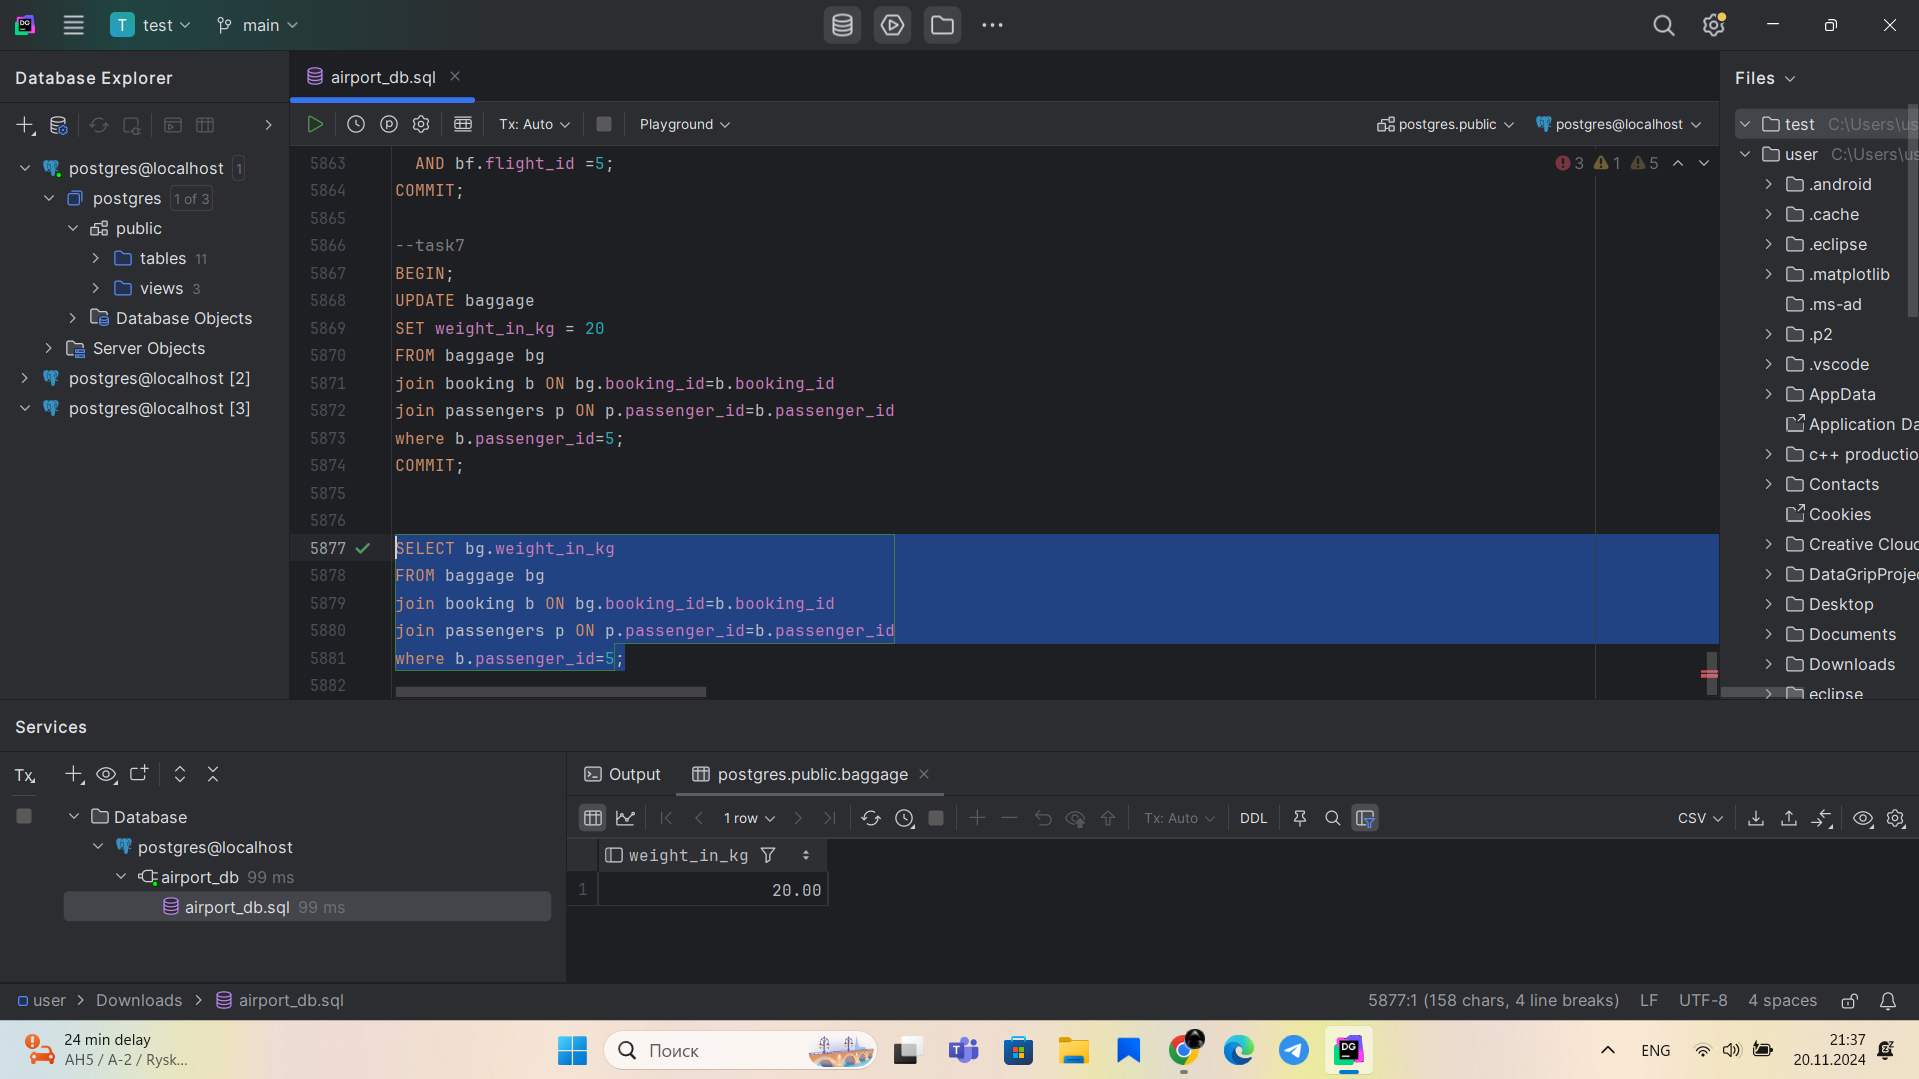 T test main
Database Explorer
airport_db.sql
Files
Tx: Auto
Playground
postgres.public
postgres@localhost
postgres@localhost 1
postgres 1 of 3
public
tables 11
views 3
Database Objects
Server Objects
postgres@localhost [2]
postgres@localhost [3]
5863 AND bf.flight_id =5;
5864 COMMIT;
5865
5866 --task7
5867 BEGIN;
5868 UPDATE baggage
5869 SET weight_in_kg = 20
5870 FROM baggage bg
5871 join booking b ON bg.booking_id=b.booking_id
5872 join passengers p ON p.passenger_id=b.passenger_id
5873 where b.passenger_id=5;
5874 COMMIT;
5875
5876
5877 SELECT bg.weight_in_kg
5878 FROM baggage bg
5879 join booking b ON bg.booking_id=b.booking_id
5880 join passengers p ON p.passenger_id=b.passenger_id
5881 where b.passenger_id=5;
5882
3 1 5
test C:\Users\us
user C:\Users\us
.android
.cache
.eclipse
.matplotlib
.ms-ad
.p2
.vscode
AppData
Application Da
c++ productio
Contacts
Cookies
Creative Cloud
DataGripProjec
Desktop
Documents
Downloads
eclipse
Services
Tx
Database
postgres@localhost
airport_db 99 ms
airport_db.sql 99 ms
Output
postgres.public.baggage
1 row
Tx: Auto
DDL
CSV
weight_in_kg
1 20.00
user > Downloads > airport_db.sql
5877:1 (158 chars, 4 line breaks) LF UTF-8 4 spaces
24 min delay
AH5 / A-2 / Rysk...
Поиск
DG
ENG
21:37
20.11.2024